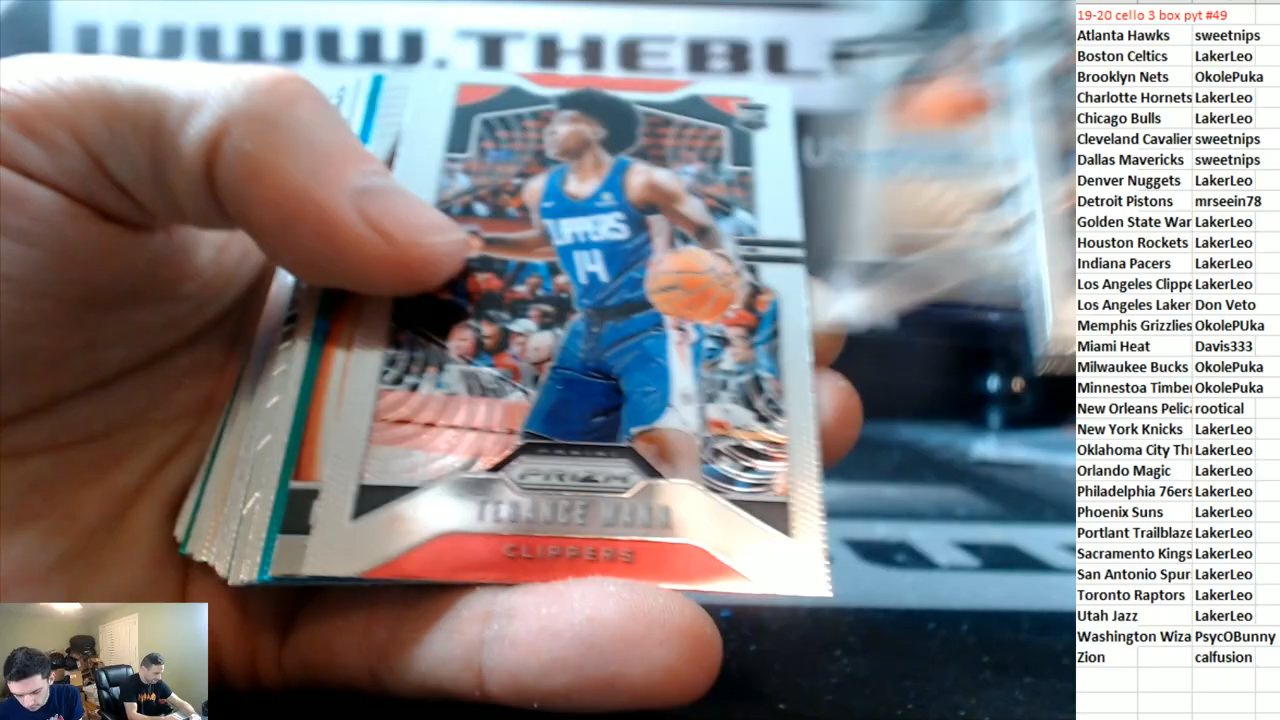 WWW.THEBL
CLIPPERS
14
PANINI
PRIZM
TERANCE MANN
CLIPPERS
19-20 cello 3 box pyt #49
Atlanta Hawks sweetnips
Boston Celtics LakerLeo
Brooklyn Nets OkolePuka
Charlotte Hornets LakerLeo
Chicago Bulls LakerLeo
Cleveland Cavalier sweetnips
Dallas Mavericks sweetnips
Denver Nuggets LakerLeo
Detroit Pistons mrseein78
Golden State War LakerLeo
Houston Rockets LakerLeo
Indiana Pacers LakerLeo
Los Angeles Clippe LakerLeo
Los Angeles Laker Don Veto
Memphis Grizzlies OkolePUka
Miami Heat Davis333
Milwaukee Bucks OkolePuka
Minnestoa Timber OkolePuka
New Orleans Pelic rootical
New York Knicks LakerLeo
Oklahoma City Th LakerLeo
Orlando Magic LakerLeo
Philadelphia 76ers LakerLeo
Phoenix Suns LakerLeo
Portlant Trailblaze LakerLeo
Sacramento Kings LakerLeo
San Antonio Spur LakerLeo
Toronto Raptors LakerLeo
Utah Jazz LakerLeo
Washington Wiza PsycOBunny
Zion calfusion